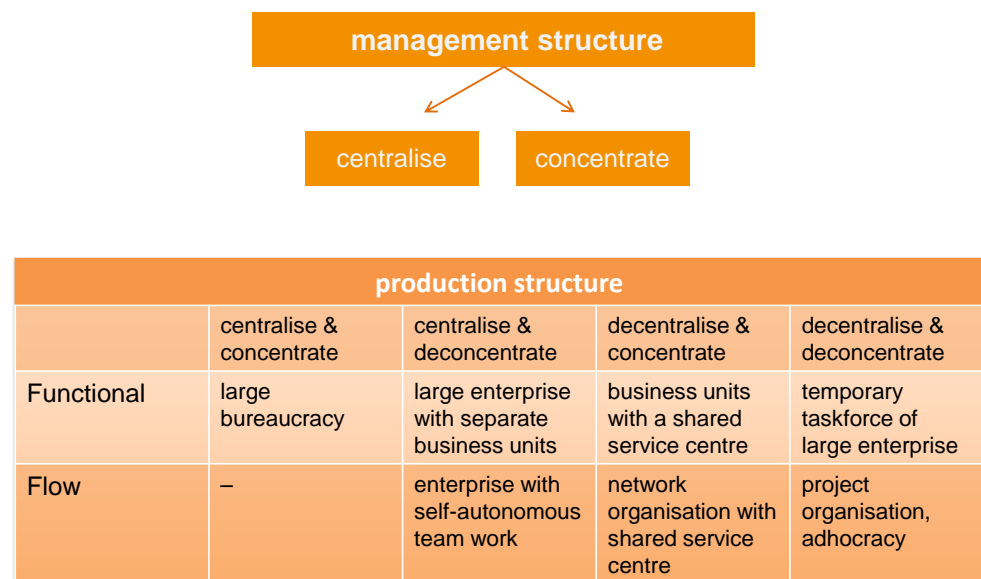 management structure
centralise
concentrate
production structure
centralise &
concentrate
centralise &
deconcentrate
decentralise &
concentrate
decentralise &
deconcentrate
Functional
large
bureaucracy
large enterprise
with separate
business units
business units
with a shared
service centre
temporary
taskforce of
large enterprise
Flow
–
enterprise with
self-autonomous
team work
network
organisation with
shared service
centre
project
organisation,
adhocracy